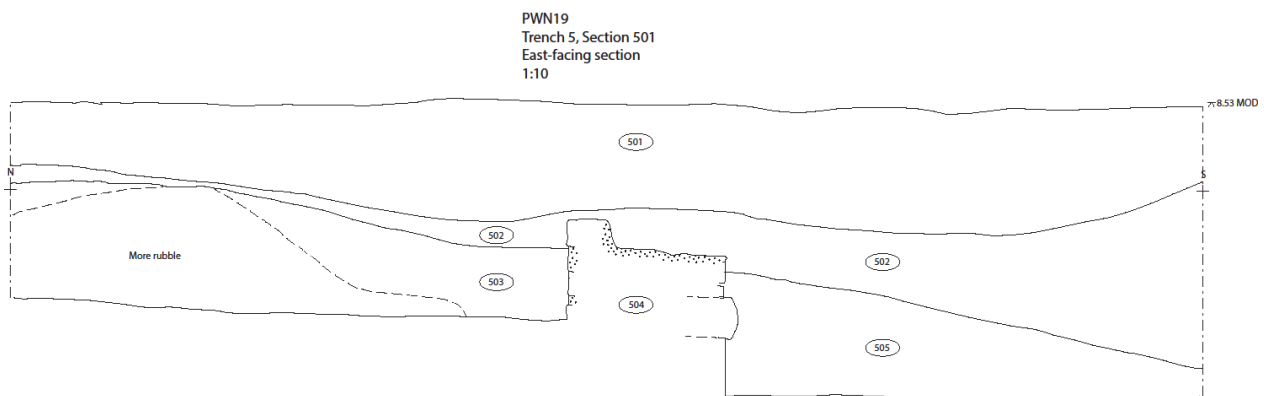 PWN19
Trench 5, Section 501
East-facing section
1:10
8.53 MOD
501
N
S
502
More rubble
502
503
504
505